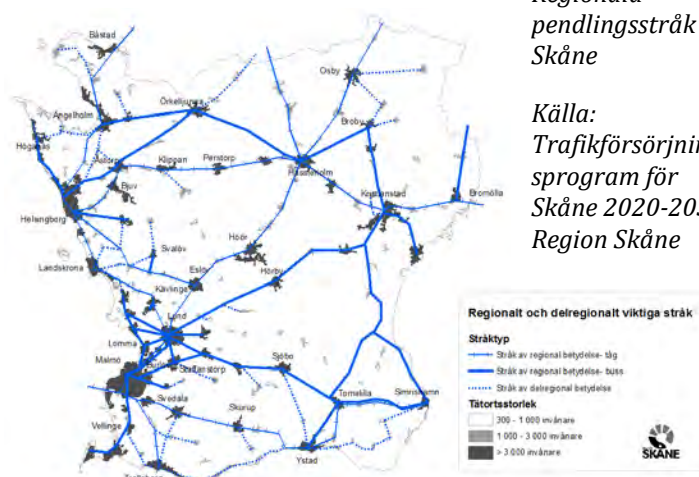 pendlingsstråk
Skåne
Källa:
Trafikförsörjnin
sprogram för
Skåne 2020-20
Region Skåne
Båstad
Osby
Örkelljunga
Ängelholm
Broby
Höganäs
Åstorp
Klippan
Perstorp
Hässleholm
Bjuv
Kristianstad
Bromölla
Helsingborg
Svalöv
Höör
Landskrona
Eslöv
Hörby
Kävlinge
Lund
Lomma
Malmö
Staffanstorp
Sjöbo
Svedala
Skurup
Tomelilla
Simrishamn
Vellinge
Ystad
Regionalt och delregionalt viktiga stråk
Stråktyp
Stråk av regional betydelse- tåg
Stråk av regional betydelse- buss
Stråk av delregional betydelse
Tätortsstorlek
300 - 1 000 invånare
1 000 - 3 000 invånare
> 3 000 invånare
SKÅNE